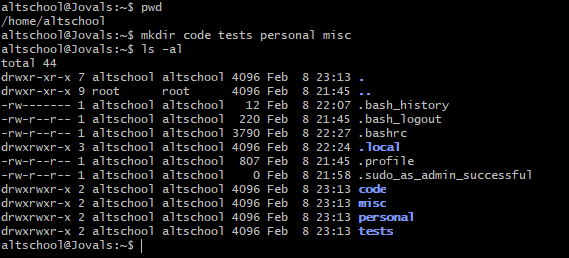 altschool@Jovals:~$ pwd
/home/altschool
altschool@Jovals:~$ mkdir code tests personal misc
altschool@Jovals:~$ ls -al
total 44
drwxr-xr-x 7 altschool altschool 4096 Feb  8 23:13 .
drwxr-xr-x 9 root      root      4096 Feb  8 21:45 ..
-rw------- 1 altschool altschool   12 Feb  8 22:07 .bash_history
-rw-r--r-- 1 altschool altschool  220 Feb  8 21:45 .bash_logout
-rw-r--r-- 1 altschool altschool 3790 Feb  8 22:27 .bashrc
drwxrwxr-x 3 altschool altschool 4096 Feb  8 22:24 .local
-rw-r--r-- 1 altschool altschool  807 Feb  8 21:45 .profile
-rw-r--r-- 1 altschool altschool    0 Feb  8 21:58 .sudo_as_admin_successful
drwxrwxr-x 2 altschool altschool 4096 Feb  8 23:13 code
drwxrwxr-x 2 altschool altschool 4096 Feb  8 23:13 misc
drwxrwxr-x 2 altschool altschool 4096 Feb  8 23:13 personal
drwxrwxr-x 2 altschool altschool 4096 Feb  8 23:13 tests
altschool@Jovals:~$